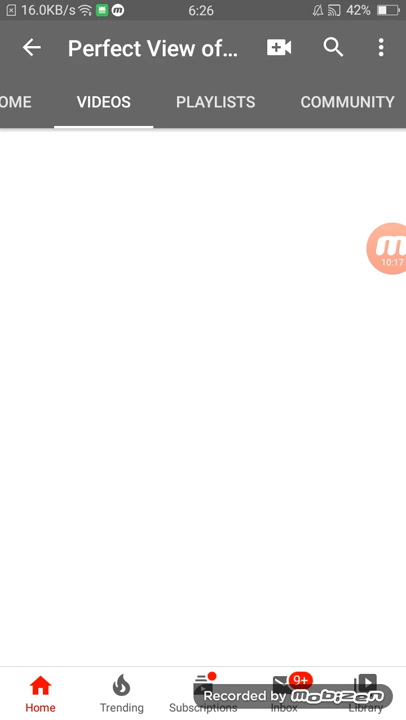 16.0KB/s 6:26 42%
Perfect View of...
OME VIDEOS PLAYLISTS COMMUNITY
10:17
9+
Home Trending Subscriptions Inbox Library
Recorded by mobizen